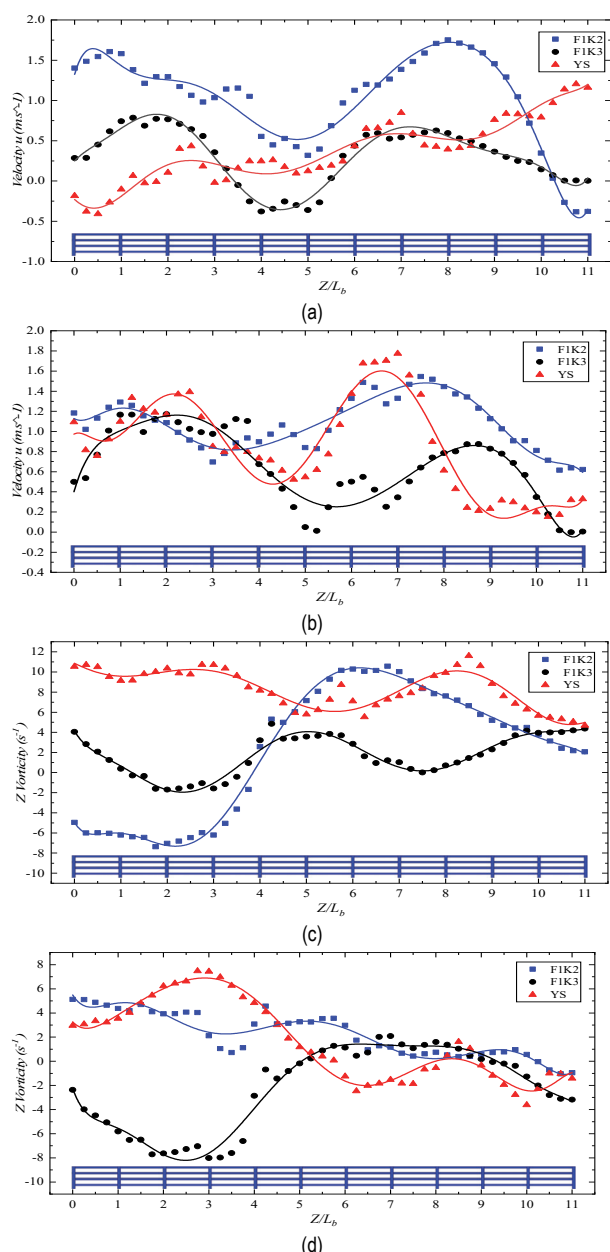 (a)
2.0
1.5
1.0
0.5
0.0
-0.5
-1.0
Velocity u (ms^-1)
F1K2
F1K3
YS
0 1 2 3 4 5 6 7 8 9 10 11
Z/Lb
(a)
2.0
1.8
1.6
1.4
1.2
1.0
0.8
0.6
0.4
0.2
0.0
-0.2
-0.4
Velocity u (ms^-1)
F1K2
F1K3
YS
0 1 2 3 4 5 6 7 8 9 10 11
Z/Lb
(b)
12
10
8
6
4
2
0
-2
-4
-6
-8
-10
Z Vorticity (s-1)
F1K2
F1K3
YS
0 1 2 3 4 5 6 7 8 9 10 11
Z/Lb
(c)
8
6
4
2
0
-2
-4
-6
-8
-10
Z Vorticity (s-1)
F1K2
F1K3
YS
0 1 2 3 4 5 6 7 8 9 10 11
Z/Lb
(d)